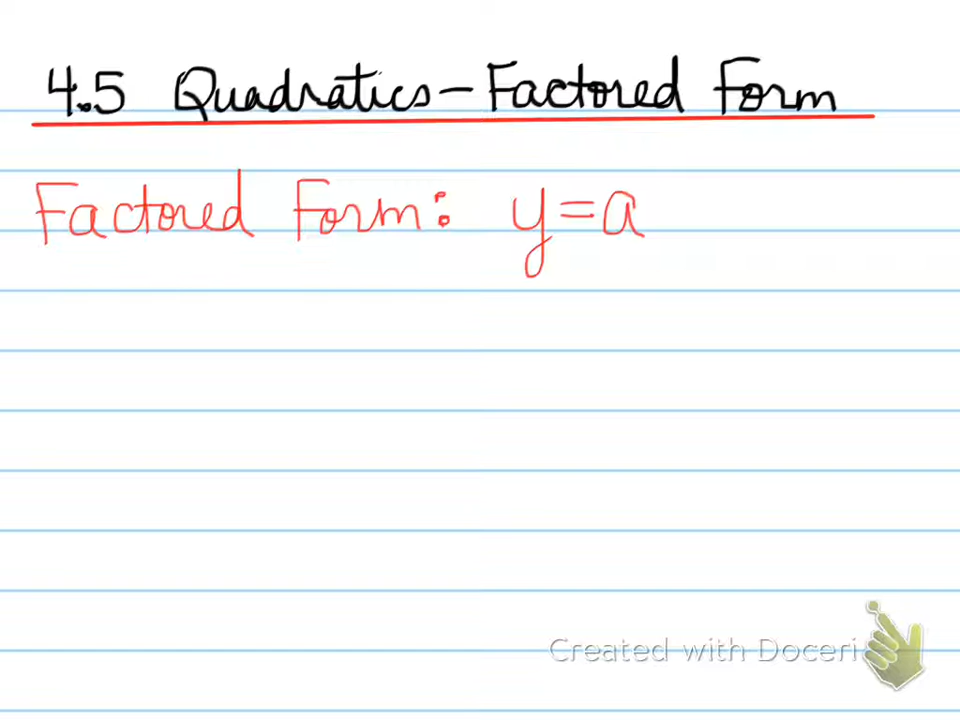 4.5 Quadratics - Factored Form
Factored Form: y=a
Created with Doceri